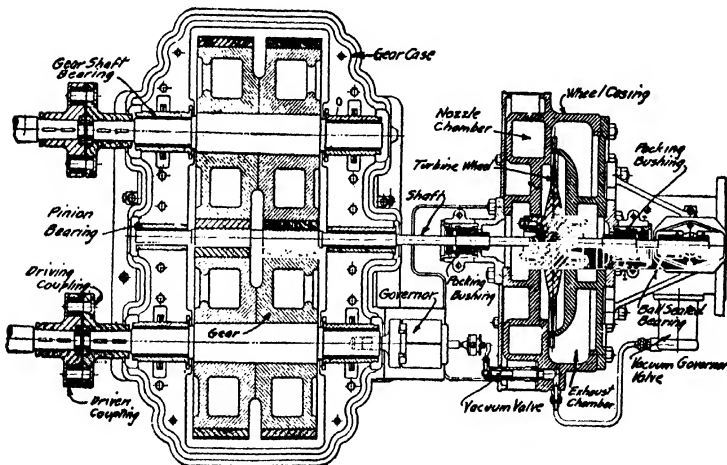 Gear Shaft
Bearing
Gear Case
Wheel Casing
Nozzle
Chamber
Packing
Bushing
Turbine Wheel
Shaft
Pinion
Bearing
Driving
Coupling
Governor
Packing
Bushing
Ball Seated
Bearing
Gear
Vacuum Governor
Valve
Exhaust
Chamber
Vacuum Valve
Driven
Coupling